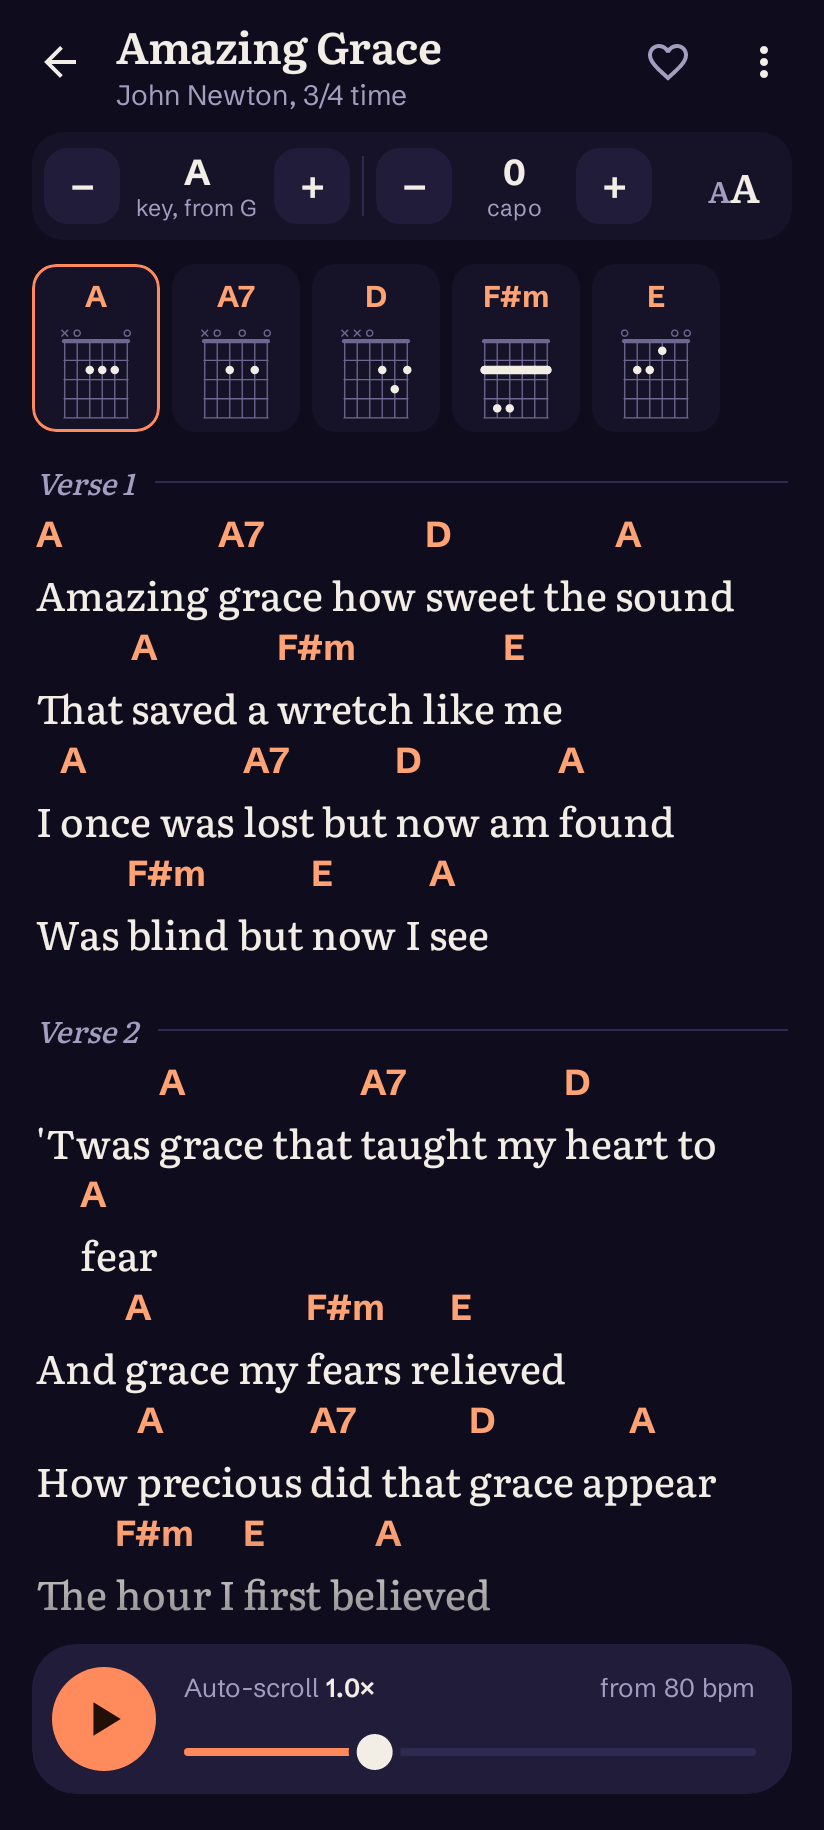 Amazing Grace
John Newton, 3/4 time
− A + − 0 + AA
key, from G capo
A A7 D F#m E
Verse 1
A A7 D A
Amazing grace how sweet the sound
A F#m E
That saved a wretch like me
A A7 D A
I once was lost but now am found
F#m E A
Was blind but now I see
Verse 2
A A7 D
'Twas grace that taught my heart to
A
fear
A F#m E
And grace my fears relieved
A A7 D A
How precious did that grace appear
F#m E A
The hour I first believed
Auto-scroll 1.0× from 80 bpm